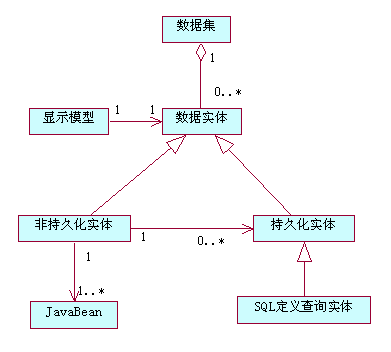 数据集
1
0..*
显示模型
1
1
数据实体
非持久化实体
1
0..*
持久化实体
1
1..*
JavaBean
SQL定义查询实体